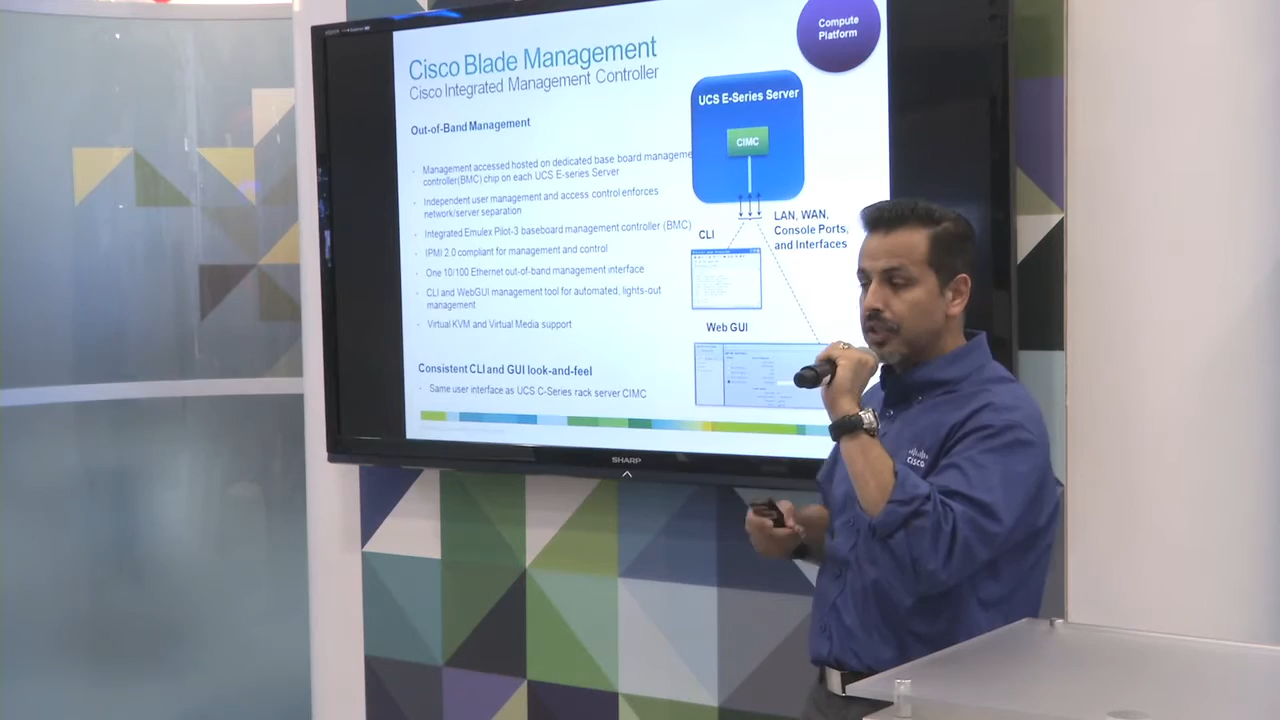 Compute
Platform
Cisco Blade Management
Cisco Integrated Management Controller
Out-of-Band Management
Management accessed hosted on dedicated base board manageme
controller(BMC) chip on each UCS E-series Server
Independent user management and access control enforces
network/server separation
Integrated Emulex Pilot-3 baseboard management controller (BMC)
IPMI 2.0 compliant for management and control
One 10/100 Ethernet out-of-band management interface
CLI and WebGUI management tool for automated, lights-out
management
Virtual KVM and Virtual Media support
Consistent CLI and GUI look-and-feel
Same user interface as UCS C-Series rack server CIMC
UCS E-Series Server
CIMC
LAN, WAN,
Console Ports,
and Interfaces
CLI
Web GUI
SHARP
CISCO